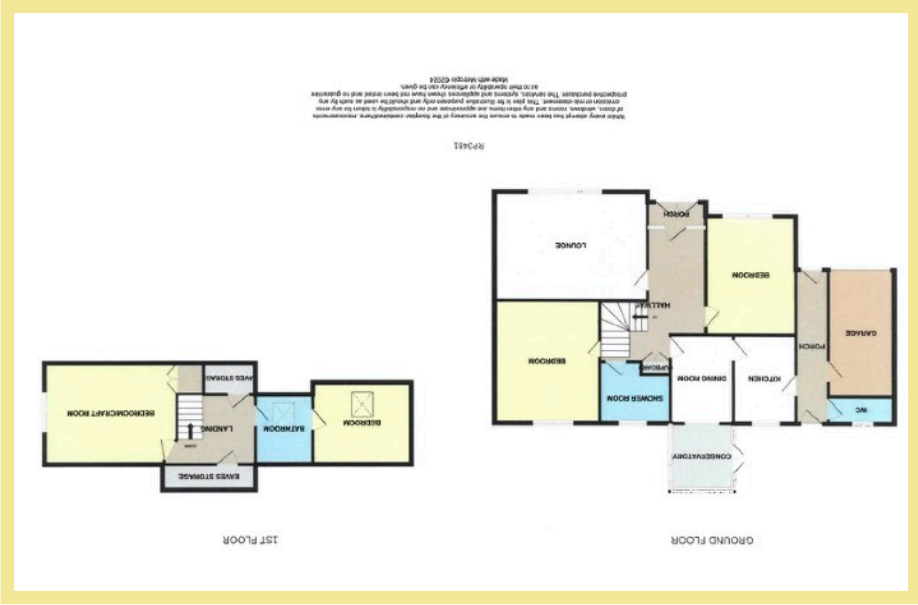 GROUND FLOOR
1ST FLOOR
CONSERVATORY
WC
KITCHEN
DINING ROOM
SHOWER ROOM
UPBOAR
BEDROOM
GARAGE
PORCH
HALLWAY
BEDROOM
LOUNGE
PORCH
EAVES STORAGE
DOWN
BEDROOM
BATHROOM
LANDING
BEDROOM/CRAFT ROOM
AVES STORAG
RP3481
Whilst every attempt has been made to ensure the accuracy of the floorplan contained here, measurements
of doors, windows, rooms and any other items are approximate and no responsibility is taken for any error,
omission or mis-statement. This plan is for illustrative purposes only and should be used as such by any
prospective purchaser. The services, systems and appliances shown have not been tested and no guarantee
as to their operability or efficiency can be given.
Made with Metropix ©2024